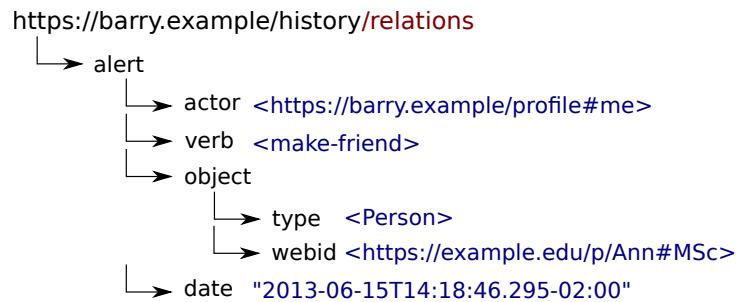 https://barry.example/history/relations
alert
actor <https://barry.example/profile#me>
verb <make-friend>
object
type <Person>
webid <https://example.edu/p/Ann#MSc>
date "2013-06-15T14:18:46.295-02:00"